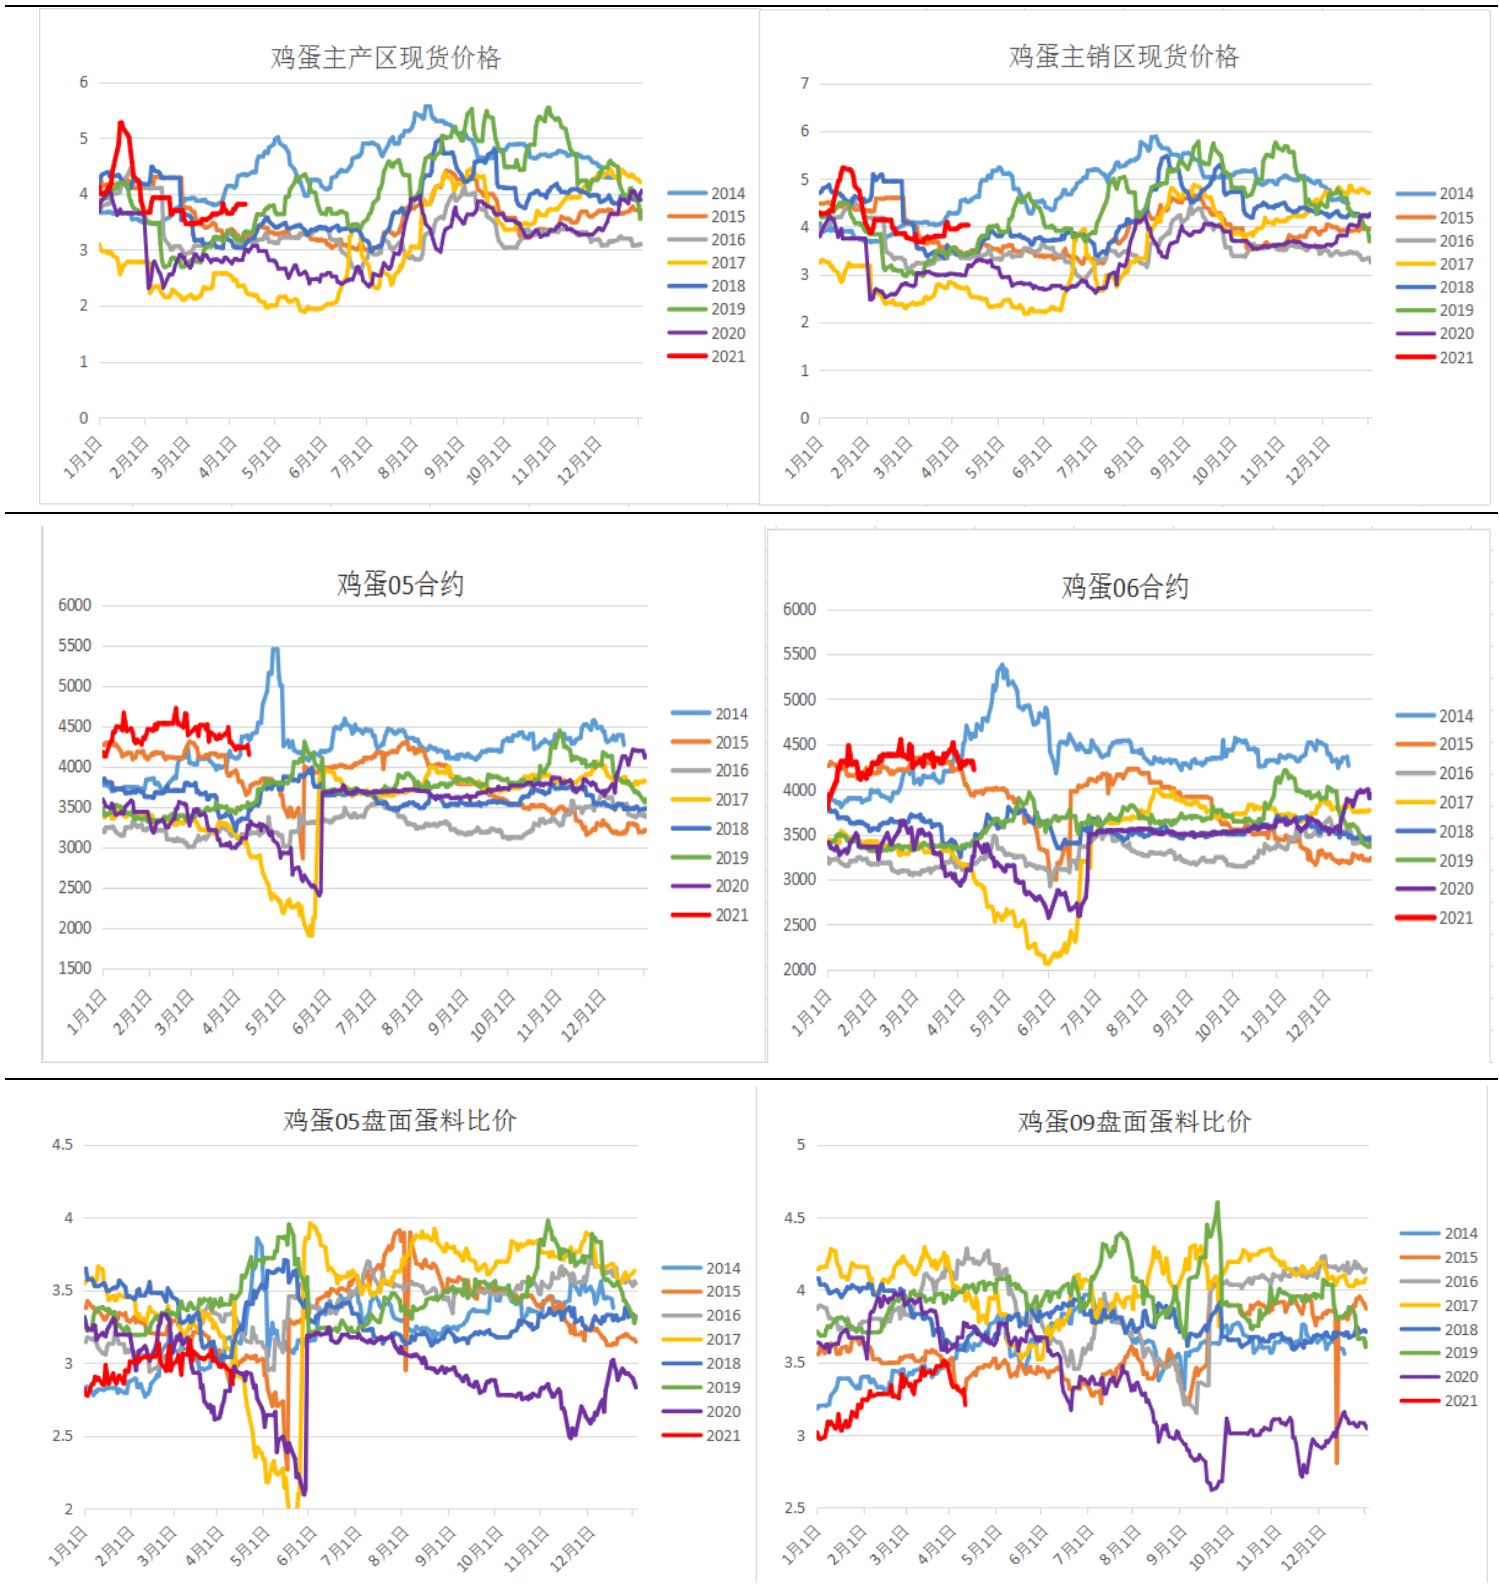 鸡蛋主产区现货价格
6
5
4
3
2
1
0
1月1日
2月1日
3月1日
4月1日
5月1日
6月1日
7月1日
8月1日
9月1日
10月1日
11月1日
12月1日
2014
2015
2016
2017
2018
2019
2020
2021
鸡蛋主销区现货价格
7
6
5
4
3
2
1
0
1月1日
2月1日
3月1日
4月1日
5月1日
6月1日
7月1日
8月1日
9月1日
10月1日
11月1日
12月1日
2014
2015
2016
2017
2018
2019
2020
2021
鸡蛋05合约
6000
5500
5000
4500
4000
3500
3000
2500
2000
1500
1月1日
2月1日
3月1日
4月1日
5月1日
6月1日
7月1日
8月1日
9月1日
10月1日
11月1日
12月1日
2014
2015
2016
2017
2018
2019
2020
2021
鸡蛋06合约
6000
5500
5000
4500
4000
3500
3000
2500
2000
1月1日
2月1日
3月1日
4月1日
5月1日
6月1日
7月1日
8月1日
9月1日
10月1日
11月1日
12月1日
2014
2015
2016
2017
2018
2019
2020
2021
鸡蛋05盘面蛋料比价
4.5
4
3.5
3
2.5
2
1月1日
2月1日
3月1日
4月1日
5月1日
6月1日
7月1日
8月1日
9月1日
10月1日
11月1日
12月1日
2014
2015
2016
2017
2018
2019
2020
2021
鸡蛋09盘面蛋料比价
5
4.5
4
3.5
3
2.5
1月1日
2月1日
3月1日
4月1日
5月1日
6月1日
7月1日
8月1日
9月1日
10月1日
11月1日
12月1日
2014
2015
2016
2017
2018
2019
2020
2021